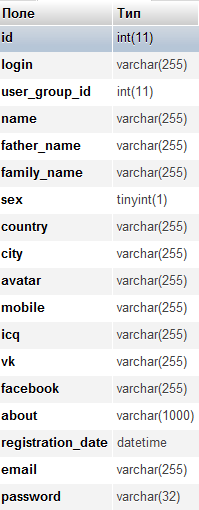 Поле Тип
id int(11)
login varchar(255)
user_group_id int(11)
name varchar(255)
father_name varchar(255)
family_name varchar(255)
sex tinyint(1)
country varchar(255)
city varchar(255)
avatar varchar(255)
mobile varchar(255)
icq varchar(255)
vk varchar(255)
facebook varchar(255)
about varchar(1000)
registration_date datetime
email varchar(255)
password varchar(32)